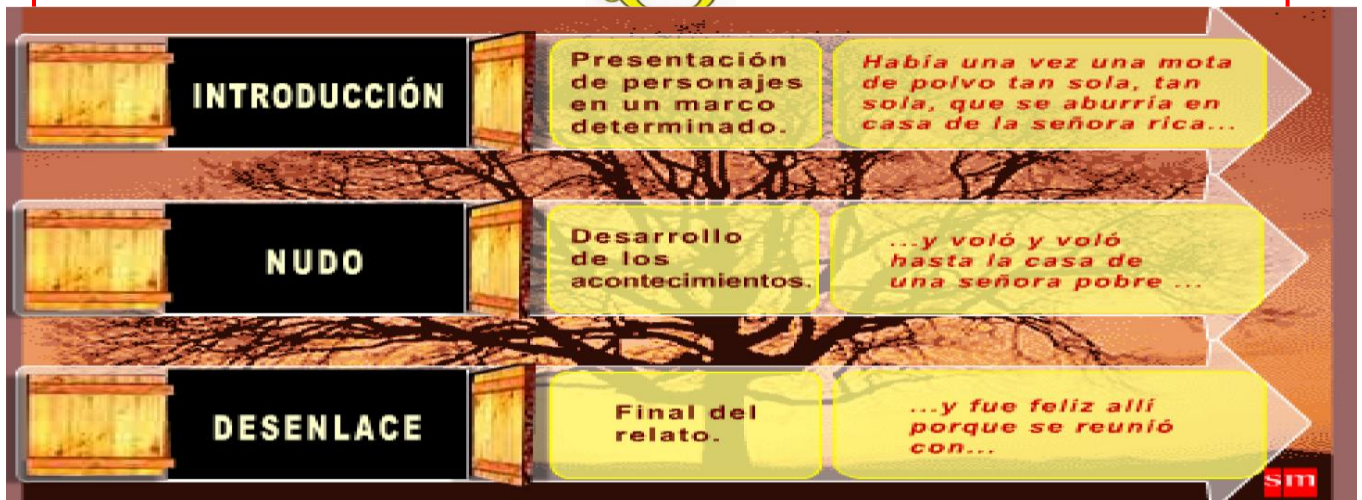 INTRODUCCIÓN
Presentación
de personajes
en un marco
determinado.
Había una vez una mota
de polvo tan sola, tan
sola, que se aburría en
casa de la señora rica...
NUDO
Desarrollo
de los
acontecimientos.
...y voló y voló
hasta la casa de
una señora pobre ...
DESENLACE
Final del
relato.
...y fue feliz allí
porque se reunió
con...
sm